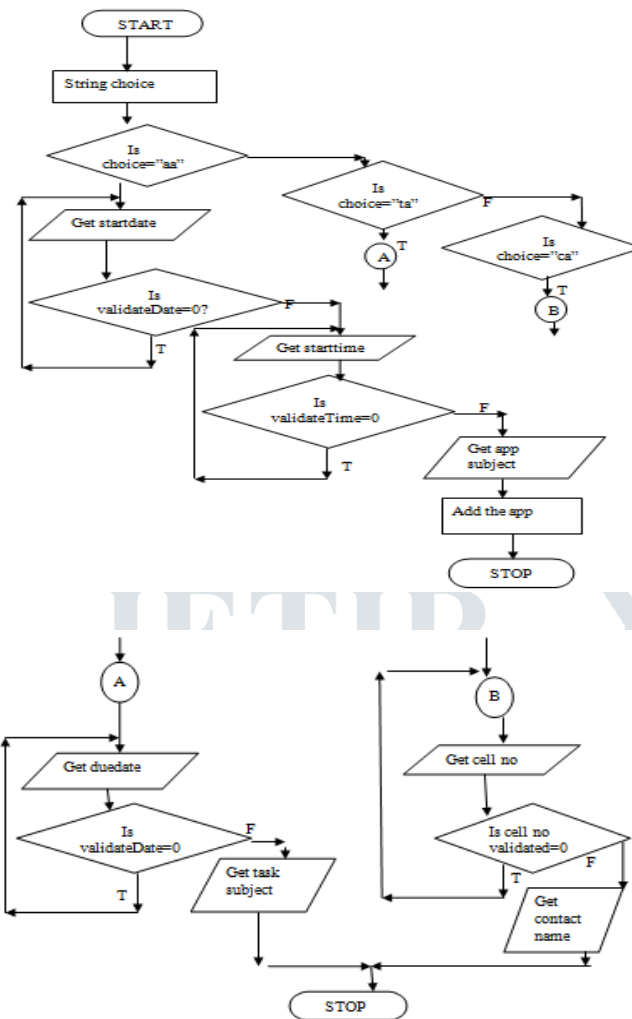 START
String choice
Is
choice="aa"
Is
choice="ta"
F
T
A
Is
choice="ca"
T
B
Get startdate
Is
validateDate=0?
F
T
Get starttime
Is
validateTime=0
F
T
Get app
subject
Add the app
STOP
JETIR
A
Get duedate
Is
validateDate=0
F
T
Get task
subject
B
Get cell no
Is cell no
validated=0
T
F
Get
contact
name
STOP